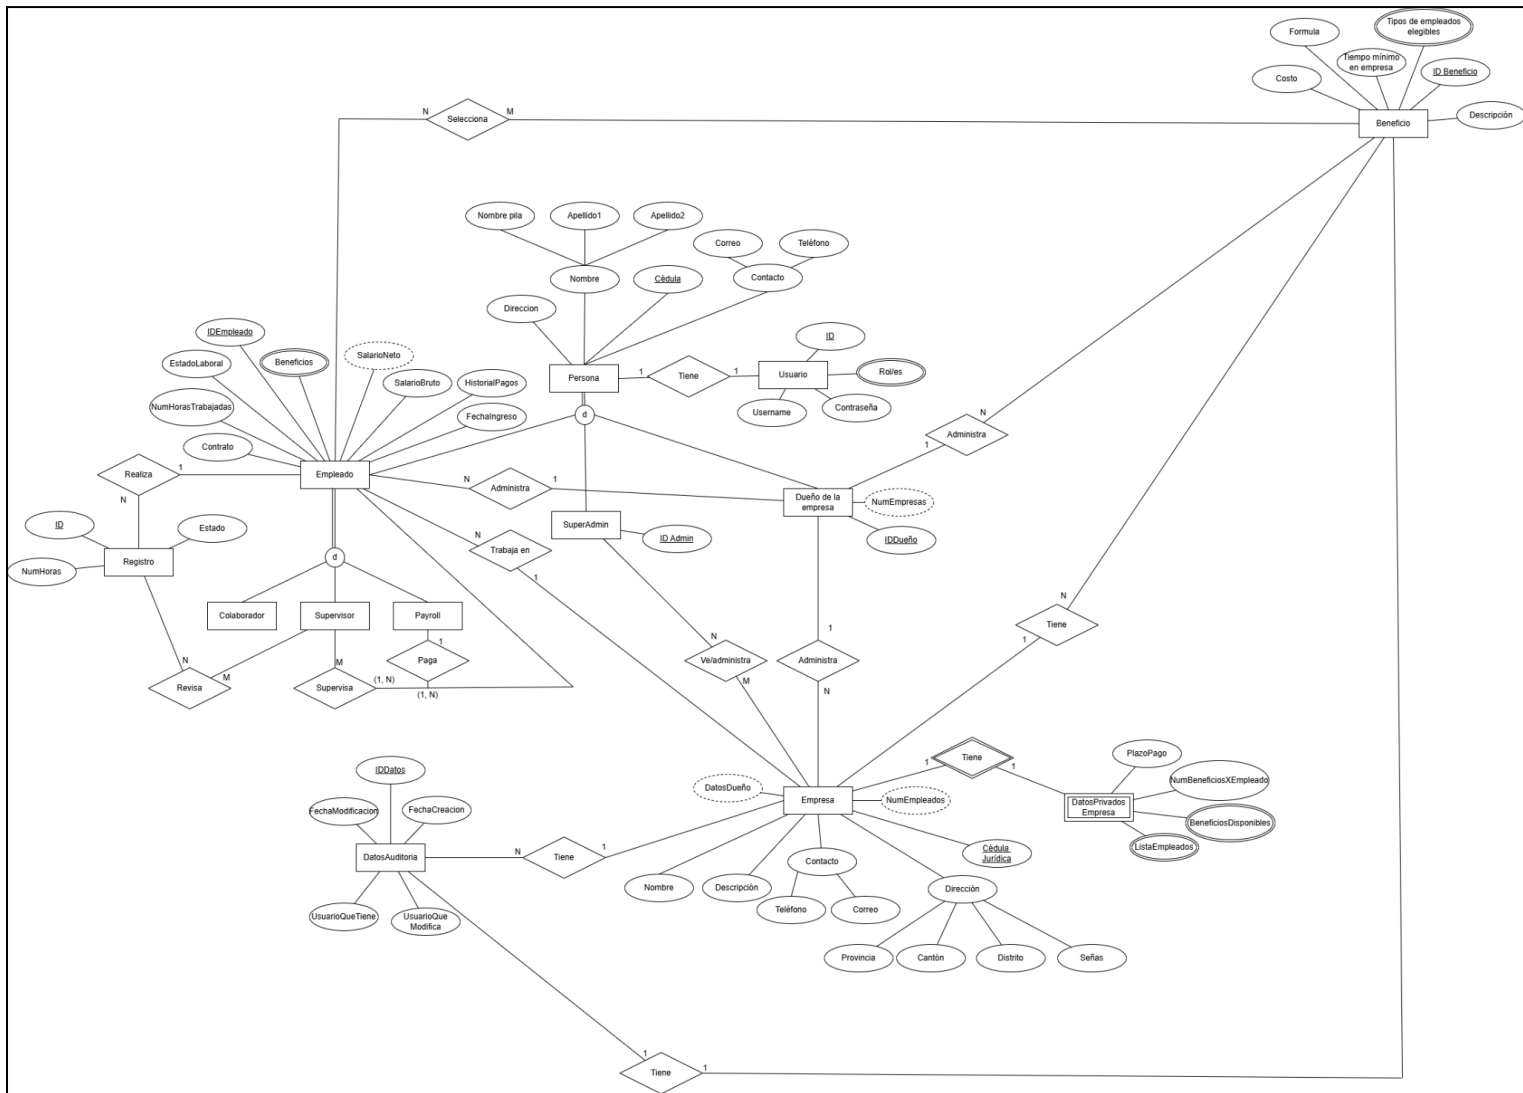 Tipos de empleados
elegibles
Formula
Tiempo mínimo
en empresa
ID Beneficio
Costo
Descripción
Beneficio
N
Selecciona
M
Nombre pila
Apellido1
Apellido2
Correo
Teléfono
Nombre
Cédula
Contacto
Direccion
IDEmpleado
EstadoLaboral
Beneficios
SalarioNeto
SalarioBruto
HistorialPagos
NumHorasTrabajadas
FechaIngreso
Contrato
Persona
1
Tiene
1
Usuario
ID
Rol/es
Username
Contraseña
d
N
Administra
1
Realiza
1
N
Empleado
N
Administra
1
Dueño de la
empresa
NumEmpresas
IDDueño
SuperAdmin
ID Admin
N
Trabaja en
1
ID
Estado
Registro
NumHoras
d
Colaborador
Supervisor
Payroll
1
Paga
(1, N)
M
Supervisa
(1, N)
N
Revisa
M
N
Ve/administra
M
1
Administra
N
N
Tiene
1
IDDatos
FechaModificacion
FechaCreacion
DatosAuditoria
UsuarioQueTiene
UsuarioQue
Modifica
N
Tiene
1
DatosDueño
Empresa
NumEmpleados
1
Tiene
1
PlazoPago
NumBeneficiosXEmpleado
DatosPrivados
Empresa
BeneficiosDisponibles
ListaEmpleados
Cédula
Jurídica
Nombre
Descripción
Contacto
Dirección
Teléfono
Correo
Provincia
Cantón
Distrito
Señas
1
Tiene
1